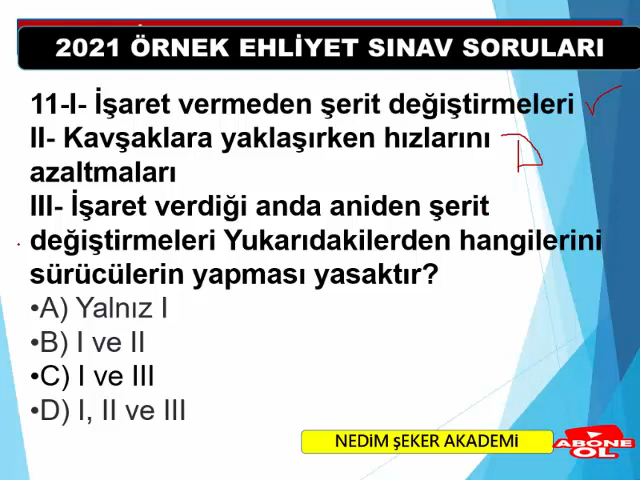 2021 ÖRNEK EHLİYET SINAV SORULARI
11-I- İşaret vermeden şerit değiştirmeleri
II- Kavşaklara yaklaşırken hızlarını
azaltmaları
III- İşaret verdiği anda aniden şerit
değiştirmeleri Yukarıdakilerden hangilerini
sürücülerin yapması yasaktır?
•A) Yalnız I
•B) I ve II
•C) I ve III
•D) I, II ve III
NEDİM ŞEKER AKADEMİ
ABONE
OL